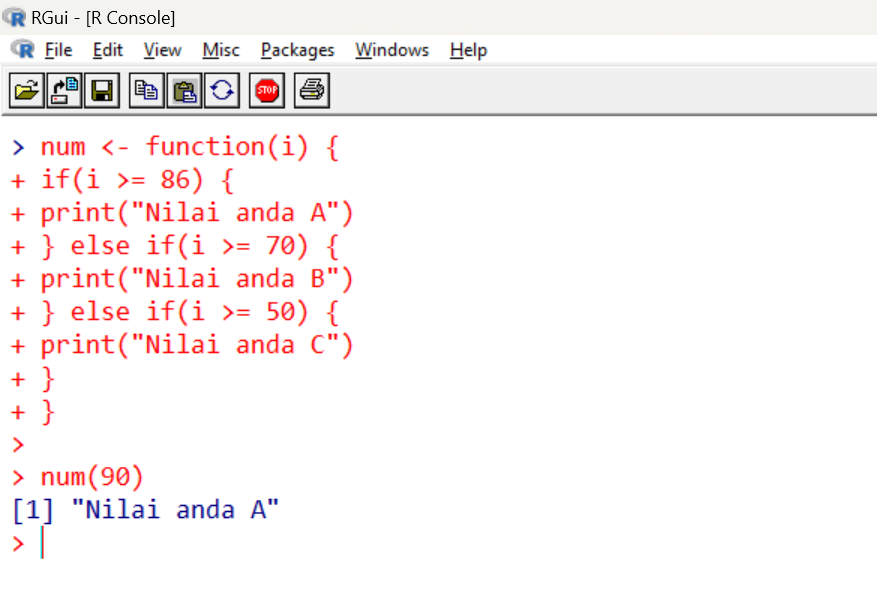 RGui - [R Console]
File Edit View Misc Packages Windows Help
STOP
> num <- function(i) {
+ if(i >= 86) {
+ print("Nilai anda A")
+ } else if(i >= 70) {
+ print("Nilai anda B")
+ } else if(i >= 50) {
+ print("Nilai anda C")
+ }
+ }
>
> num(90)
[1] "Nilai anda A"
>